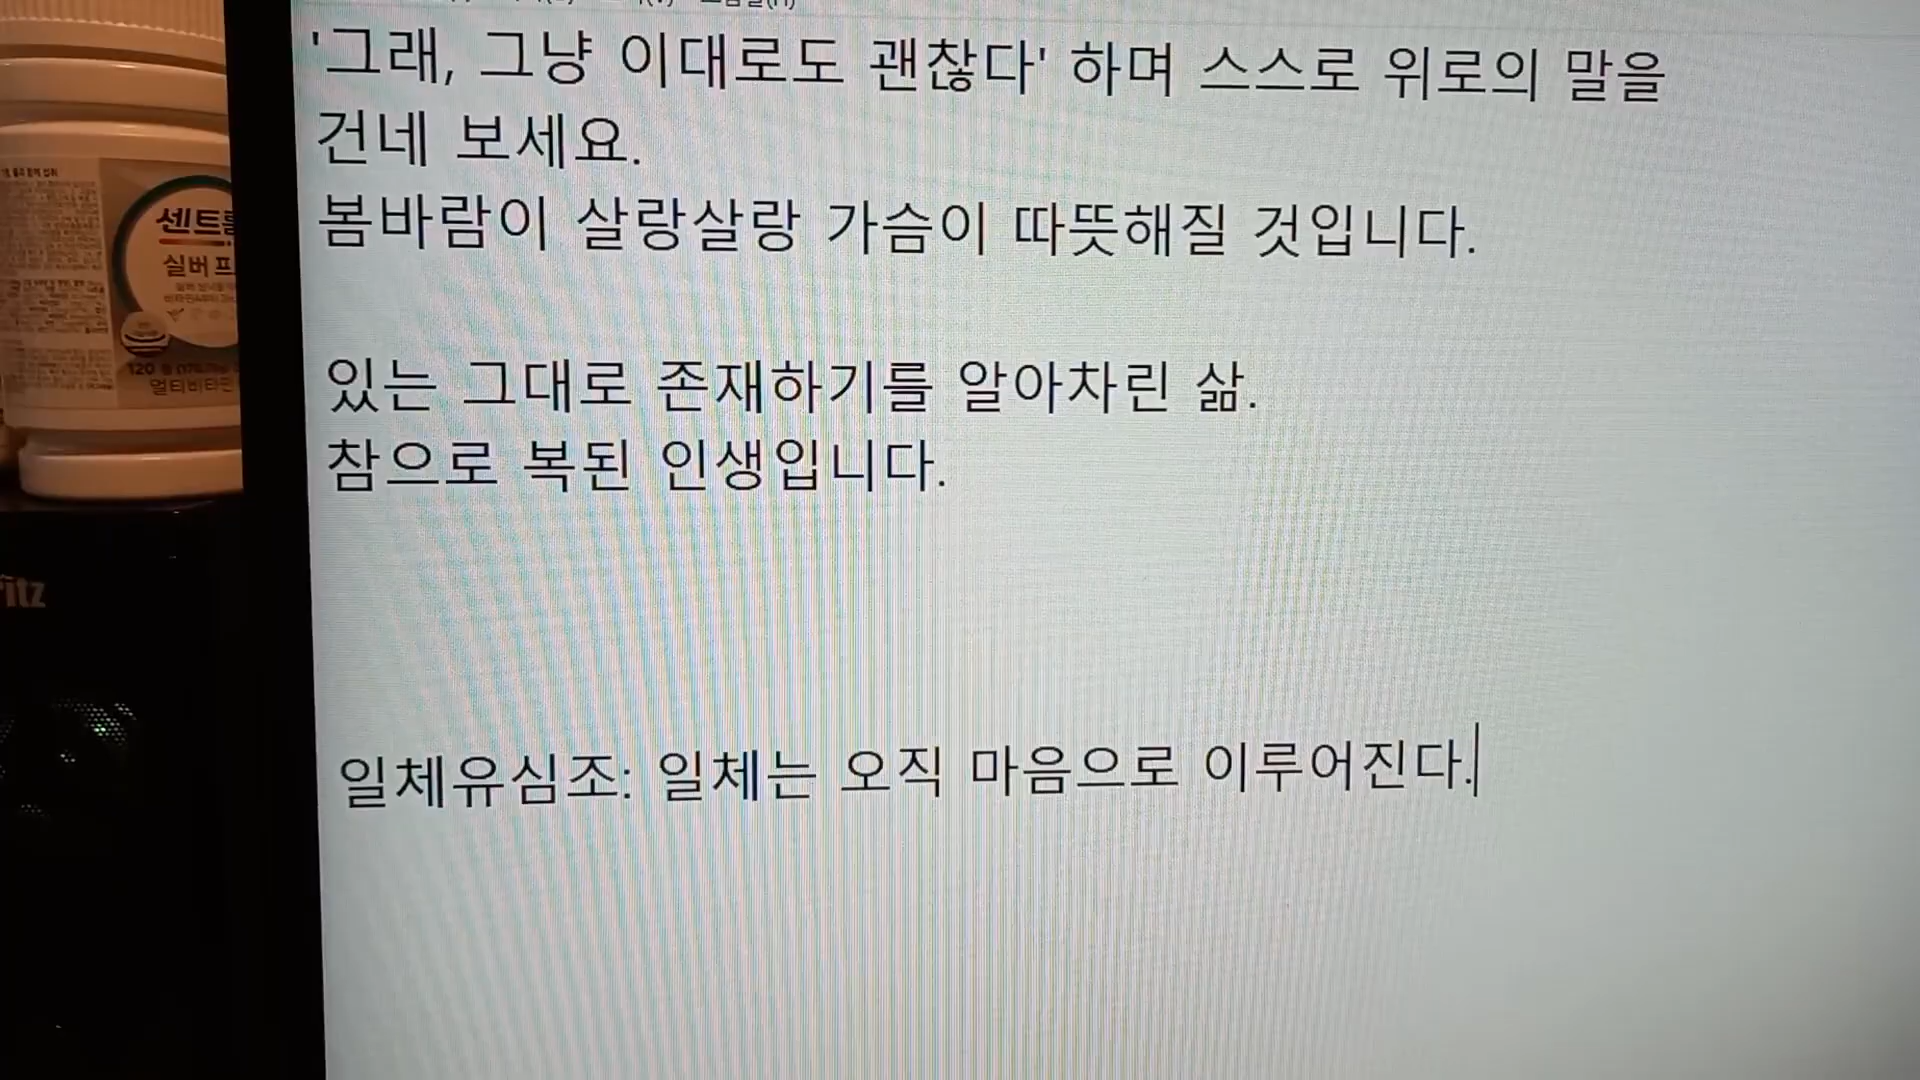 '그래, 그냥 이대로도 괜찮다' 하며 스스로 위로의 말을
건네 보세요.
봄바람이 살랑살랑 가슴이 따뜻해질 것입니다.
있는 그대로 존재하기를 알아차린 삶.
참으로 복된 인생입니다.
일체유심조: 일체는 오직 마음으로 이루어진다.
실버
120
멀티비타민
itz